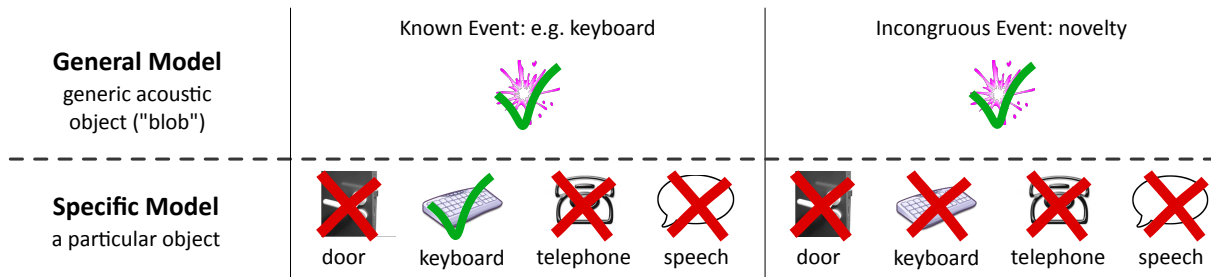 Known Event: e.g. keyboard
Incongruous Event: novelty
General Model
generic acoustic
object ("blob")
Specific Model
a particular object
door
keyboard
telephone
speech
door
keyboard
telephone
speech